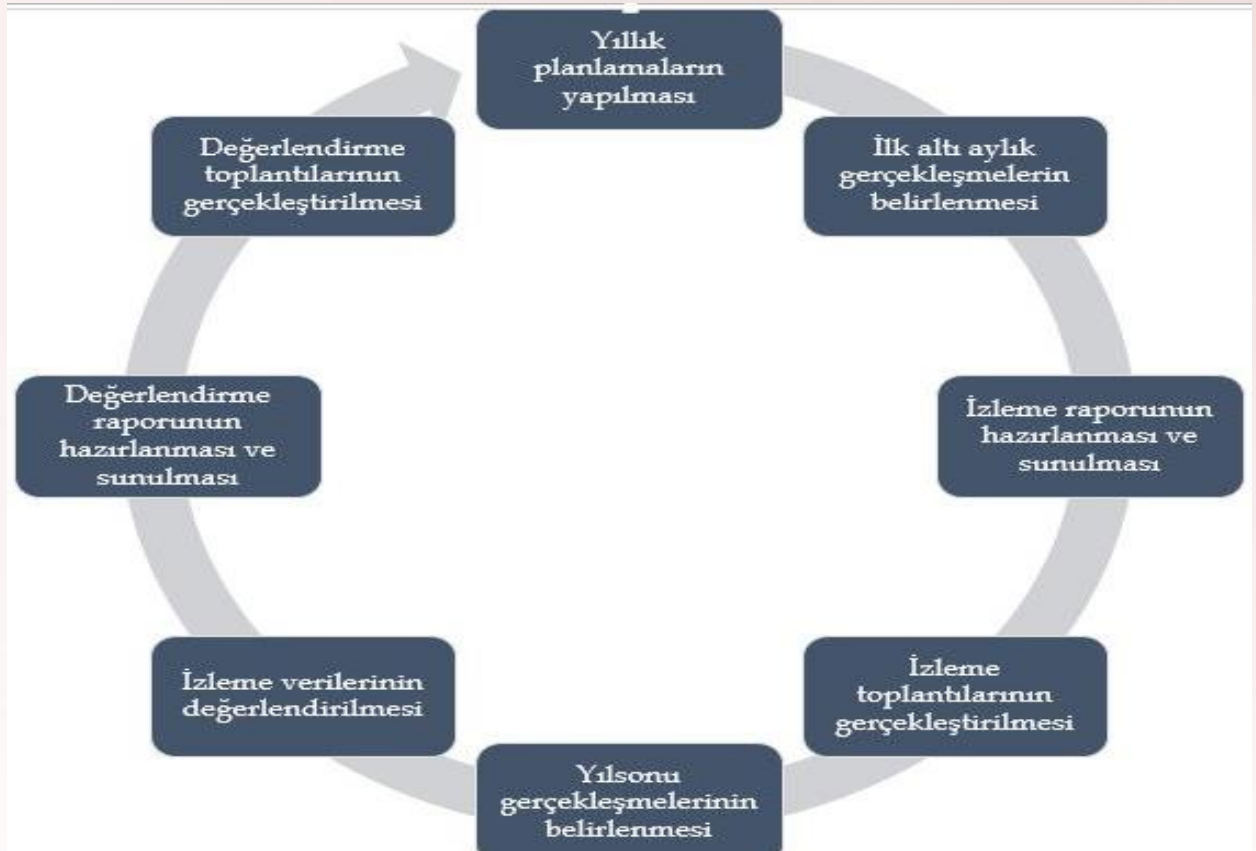 Yıllık
planlamaların
yapılması
İlk altı aylık
gerçekleşmelerin
belirlenmesi
İzleme raporunun
hazırlanması ve
sunulması
İzleme
toplantılarının
gerçekleştirilmesi
Yılsonu
gerçekleşmelerinin
belirlenmesi
İzleme verilerinin
değerlendirilmesi
Değerlendirme
raporunun
hazırlanması ve
sunulması
Değerlendirme
toplantılarının
gerçekleştirilmesi